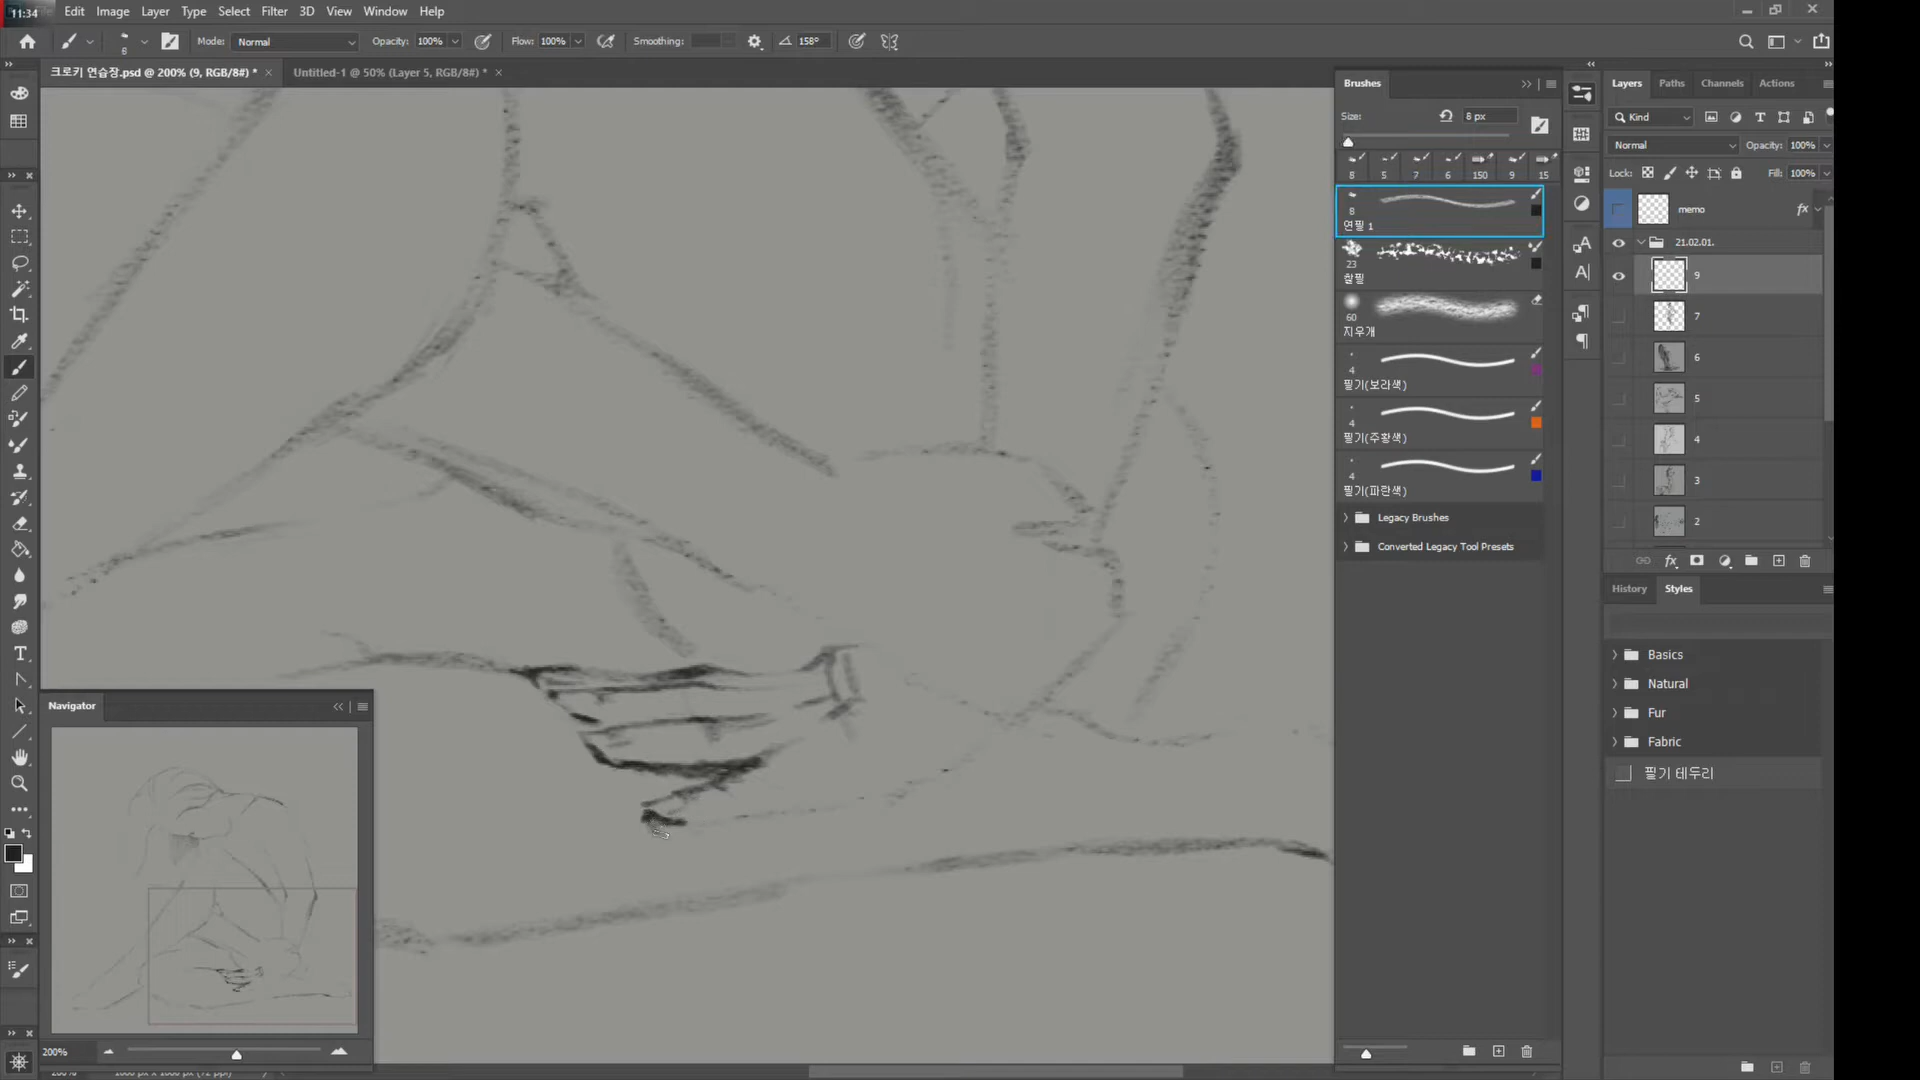 11:34 Edit Image Layer Type Select Filter 3D View Window Help
8 Mode: Normal Opacity: 100% Flow: 100% Smoothing: 158°
크로키 연습장.psd @ 200% (9, RGB/8#) * × Untitled-1 @ 50% (Layer 5, RGB/8#) * ×
Brushes
Size: 8 px
8 5 7 6 150 9 15
8
연필 1
23
찰필
60
지우개
4
필기(보라색)
4
필기(주황색)
4
필기(파란색)
Legacy Brushes
Converted Legacy Tool Presets
Layers Paths Channels Actions
Kind
Normal Opacity: 100%
Lock: Fill: 100%
memo fx
21.02.01.
9
7
6
5
4
3
2
fx
History Styles
Basics
Natural
Fur
Fabric
필기 테두리
Navigator
200%